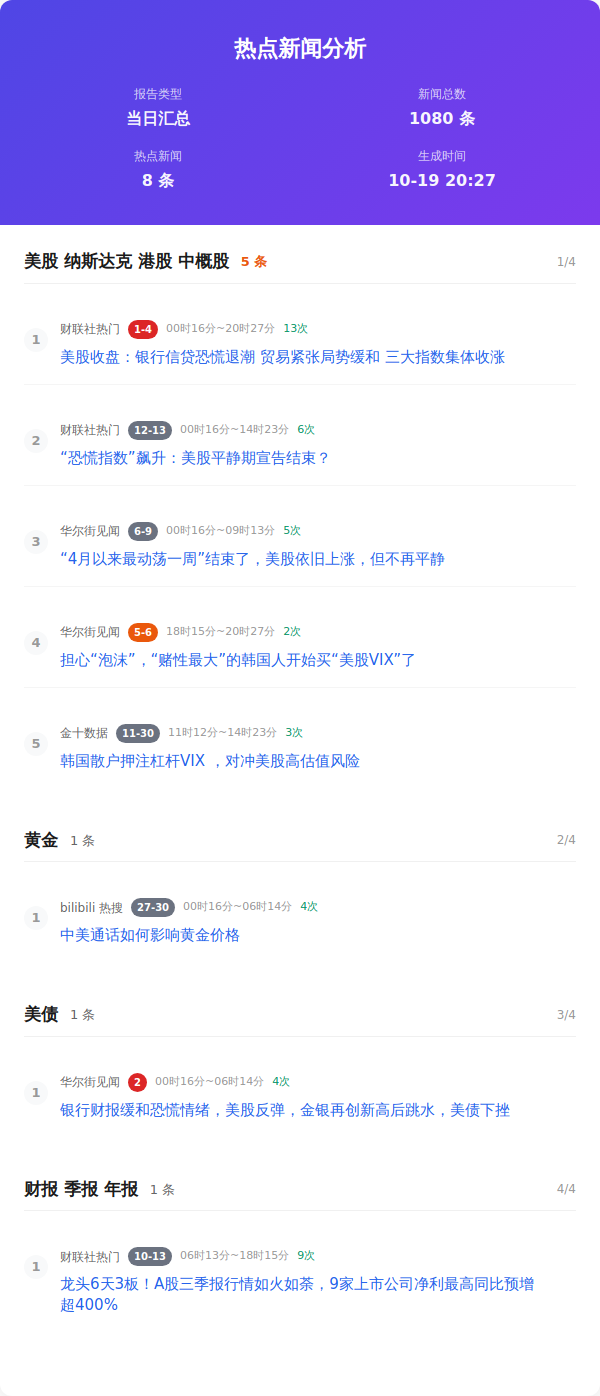 热点新闻分析
报告类型
新闻总数
当日汇总
1080 条
热点新闻
生成时间
8 条
10-19 20:27
美股 纳斯达克 港股 中概股 5 条 1/4
财联社热门 1-4 00时16分~20时27分 13次
1
美股收盘：银行信贷恐慌退潮 贸易紧张局势缓和 三大指数集体收涨
财联社热门 12-13 00时16分~14时23分 6次
2
“恐慌指数”飙升：美股平静期宣告结束？
华尔街见闻 6-9 00时16分~09时13分 5次
3
“4月以来最动荡一周”结束了，美股依旧上涨，但不再平静
华尔街见闻 5-6 18时15分~20时27分 2次
4
担心“泡沫”，“赌性最大”的韩国人开始买“美股VIX”了
金十数据 11-30 11时12分~14时23分 3次
5
韩国散户押注杠杆VIX ，对冲美股高估值风险
黄金 1 条 2/4
bilibili 热搜 27-30 00时16分~06时14分 4次
1
中美通话如何影响黄金价格
美债 1 条 3/4
华尔街见闻 2 00时16分~06时14分 4次
1
银行财报缓和恐慌情绪，美股反弹，金银再创新高后跳水，美债下挫
财报 季报 年报 1 条 4/4
财联社热门 10-13 06时13分~18时15分 9次
1
龙头6天3板！A股三季报行情如火如荼，9家上市公司净利最高同比预增
超400%